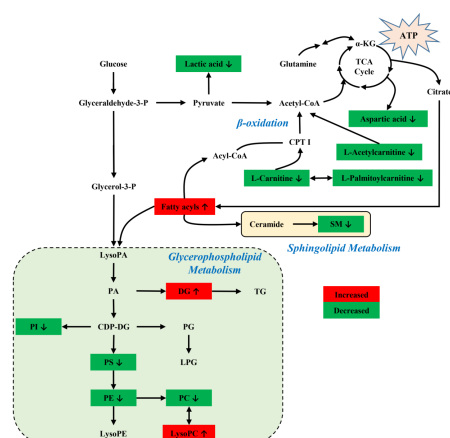 ATP
α-KG
Lactic acid ↓
Glucose
Glutamine
TCA
Cycle
Citrate
Glyceraldehyde-3-P
Pyruvate
Acetyl-CoA
Aspartic acid ↓
β-oxidation
CPT I
Acyl-CoA
L-Acetylcarnitine ↓
L-Carnitine ↓
L-Palmitoylcarnitine ↓
Glycerol-3-P
Fatty acyls ↑
Ceramide
SM ↓
Sphingolipid Metabolism
LysoPA
Glycerophospholipid
Metabolism
PA
DG ↑
TG
Increased
Decreased
PI ↓
CDP-DG
PG
PS ↓
LPG
PE ↓
PC ↓
LysoPE
LysoPC ↑